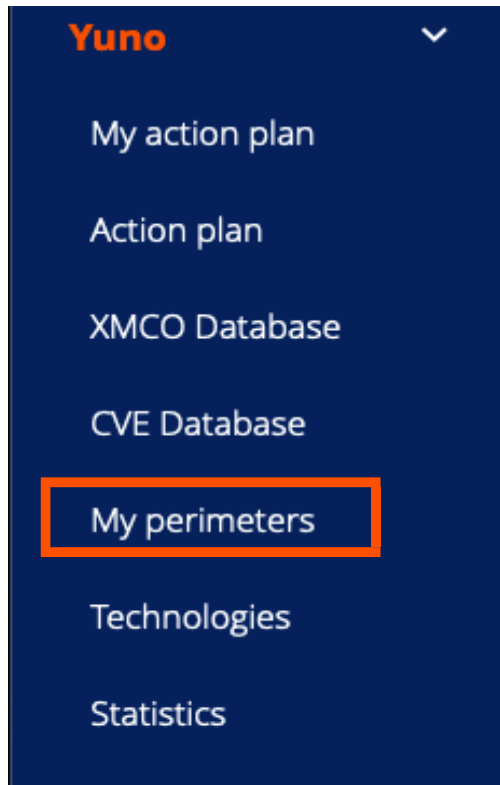 Yuno
My action plan
Action plan
XMCO Database
CVE Database
My perimeters
Technologies
Statistics